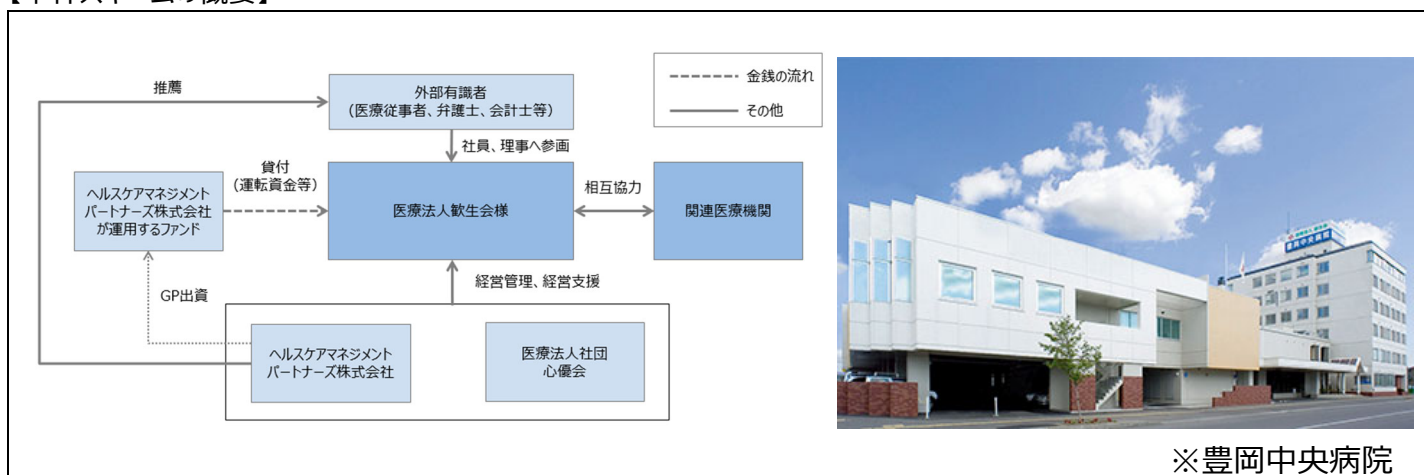 推薦
外部有識者
(医療従事者、弁護士、会計士等)
金銭の流れ
その他
社員、理事へ参画
貸付
(運転資金等)
ヘルスケアマネジメント
パートナーズ株式会社
が運用するファンド
医療法人歓生会様
相互協力
関連医療機関
GP出資
経営管理、経営支援
ヘルスケアマネジメント
パートナーズ株式会社
医療法人社団
心優会
豊岡中央病院
※豊岡中央病院